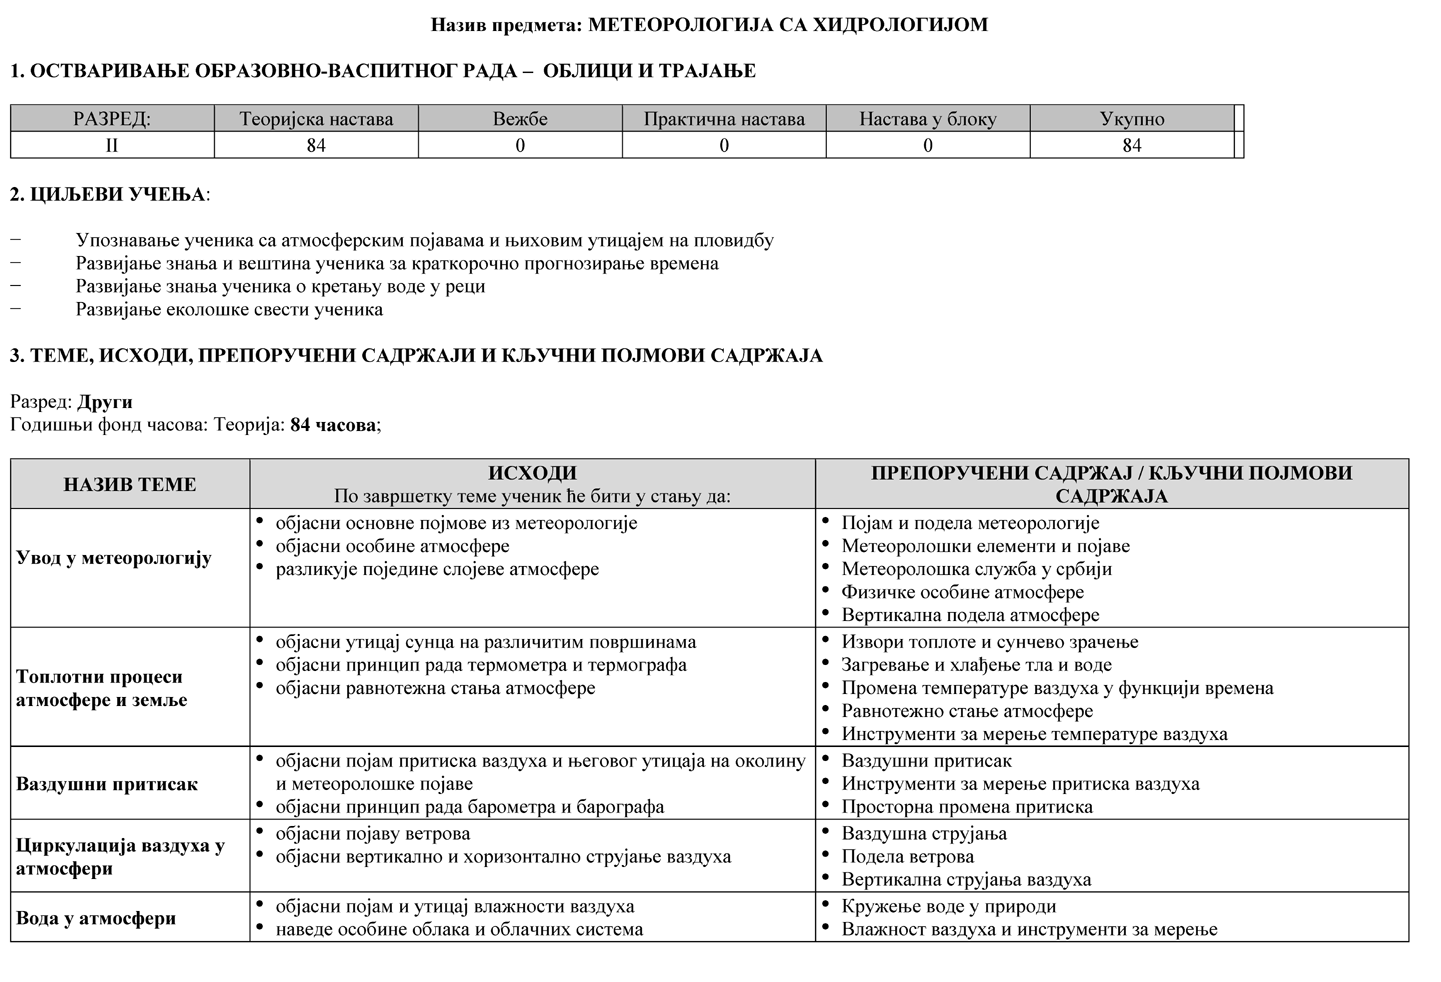 Назив предмета: МЕТЕОРОЛОГИЈА СА ХИДРОЛОГИЈОМ
1. ОСТВАРИВАЊЕ ОБРАЗОВНО-ВАСПИТНОГ РАДА – ОБЛИЦИ И ТРАЈАЊЕ
РАЗРЕД: Теоријска настава Вежбе Практична настава Настава у блоку Укупно
II 84 0 0 0 84
2. ЦИЉЕВИ УЧЕЊА:
– Упознавање ученика са атмосферским појавама и њиховим утицајем на пловидбу
– Развијање знања и вештина ученика за краткорочно прогнозирање времена
– Развијање знања ученика о кретању воде у реци
– Развијање еколошке свести ученика
3. ТЕМЕ, ИСХОДИ, ПРЕПОРУЧЕНИ САДРЖАЈИ И КЉУЧНИ ПОЈМОВИ САДРЖАЈА
Разред: Други
Годишњи фонд часова: Теорија: 84 часова;
НАЗИВ ТЕМЕ
ИСХОДИ
По завршетку теме ученик ће бити у стању да:
ПРЕПОРУЧЕНИ САДРЖАЈ / КЉУЧНИ ПОЈМОВИ
САДРЖАЈА
Увод у метеорологију
• објасни основне појмове из метеорологије
• објасни особине атмосфере
• разликује поједине слојеве атмосфере
• Појам и подела метеорологије
• Метеоролошки елементи и појаве
• Метеоролошка служба у србији
• Физичке особине атмосфере
• Вертикална подела атмосфере
Топлотни процеси
атмосфере и земље
• објасни утицај сунца на различитим површинама
• објасни принцип рада термометра и термографа
• објасни равнотежна стања атмосфере
• Извори топлоте и сунчево зрачење
• Загревање и хлађење тла и воде
• Промена температуре ваздуха у функцији времена
• Равнотежно стање атмосфере
• Инструменти за мерење температуре ваздуха
Ваздушни притисак
• објасни појам притиска ваздуха и његовог утицаја на околину
и метеоролошке појаве
• објасни принцип рада барометра и барографа
• Ваздушни притисак
• Инструменти за мерење притиска ваздуха
• Просторна промена притиска
Циркулација ваздуха у
атмосфери
• објасни појаву ветрова
• објасни вертикално и хоризонтално струјање ваздуха
• Ваздушна струјања
• Подела ветрова
• Вертикална струјања ваздуха
Вода у атмосфери
• објасни појам и утицај влажности ваздуха
• наведе особине облака и облачних система
• Кружење воде у природи
• Влажност ваздуха и инструменти за мерење